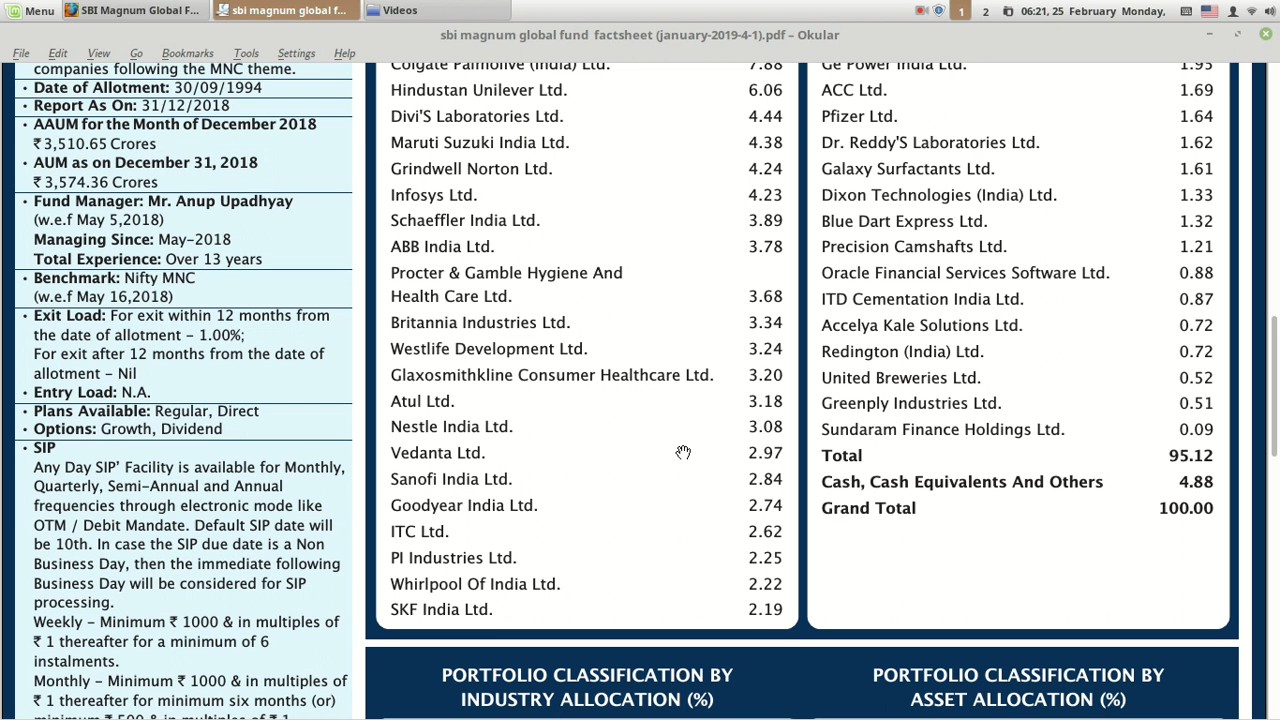 Menu
SBI Magnum Global F...
sbi magnum global f...
Videos
1
2
06:21, 25 February Monday,
sbi magnum global fund factsheet (january-2019-4-1).pdf – Okular
File Edit View Go Bookmarks Tools Settings Help
companies following the MNC theme.
• Date of Allotment: 30/09/1994
• Report As On: 31/12/2018
• AAUM for the Month of December 2018
₹ 3,510.65 Crores
• AUM as on December 31, 2018
₹ 3,574.36 Crores
• Fund Manager: Mr. Anup Upadhyay
(w.e.f May 5,2018)
Managing Since: May-2018
Total Experience: Over 13 years
• Benchmark: Nifty MNC
(w.e.f May 16,2018)
• Exit Load: For exit within 12 months from
the date of allotment – 1.00%;
For exit after 12 months from the date of
allotment – Nil
• Entry Load: N.A.
• Plans Available: Regular, Direct
• Options: Growth, Dividend
• SIP
Any Day SIP’ Facility is available for Monthly,
Quarterly, Semi-Annual and Annual
frequencies through electronic mode like
OTM / Debit Mandate. Default SIP date will
be 10th. In case the SIP due date is a Non
Business Day, then the immediate following
Business Day will be considered for SIP
processing.
Weekly – Minimum ₹ 1000 & in multiples of
₹ 1 thereafter for a minimum of 6
instalments.
Monthly – Minimum ₹ 1000 & in multiples of
₹ 1 thereafter for minimum six months (or)
minimum ₹ 500 & in multiples of ₹ 1
Colgate Palmolive (India) Ltd. 7.88
Hindustan Unilever Ltd. 6.06
Divi'S Laboratories Ltd. 4.44
Maruti Suzuki India Ltd. 4.38
Grindwell Norton Ltd. 4.24
Infosys Ltd. 4.23
Schaeffler India Ltd. 3.89
ABB India Ltd. 3.78
Procter & Gamble Hygiene And
Health Care Ltd. 3.68
Britannia Industries Ltd. 3.34
Westlife Development Ltd. 3.24
Glaxosmithkline Consumer Healthcare Ltd. 3.20
Atul Ltd. 3.18
Nestle India Ltd. 3.08
Vedanta Ltd. 2.97
Sanofi India Ltd. 2.84
Goodyear India Ltd. 2.74
ITC Ltd. 2.62
PI Industries Ltd. 2.25
Whirlpool Of India Ltd. 2.22
SKF India Ltd. 2.19
Ge Power India Ltd. 1.95
ACC Ltd. 1.69
Pfizer Ltd. 1.64
Dr. Reddy'S Laboratories Ltd. 1.62
Galaxy Surfactants Ltd. 1.61
Dixon Technologies (India) Ltd. 1.33
Blue Dart Express Ltd. 1.32
Precision Camshafts Ltd. 1.21
Oracle Financial Services Software Ltd. 0.88
ITD Cementation India Ltd. 0.87
Accelya Kale Solutions Ltd. 0.72
Redington (India) Ltd. 0.72
United Breweries Ltd. 0.52
Greenply Industries Ltd. 0.51
Sundaram Finance Holdings Ltd. 0.09
Total 95.12
Cash, Cash Equivalents And Others 4.88
Grand Total 100.00
PORTFOLIO CLASSIFICATION BY
INDUSTRY ALLOCATION (%)
PORTFOLIO CLASSIFICATION BY
ASSET ALLOCATION (%)